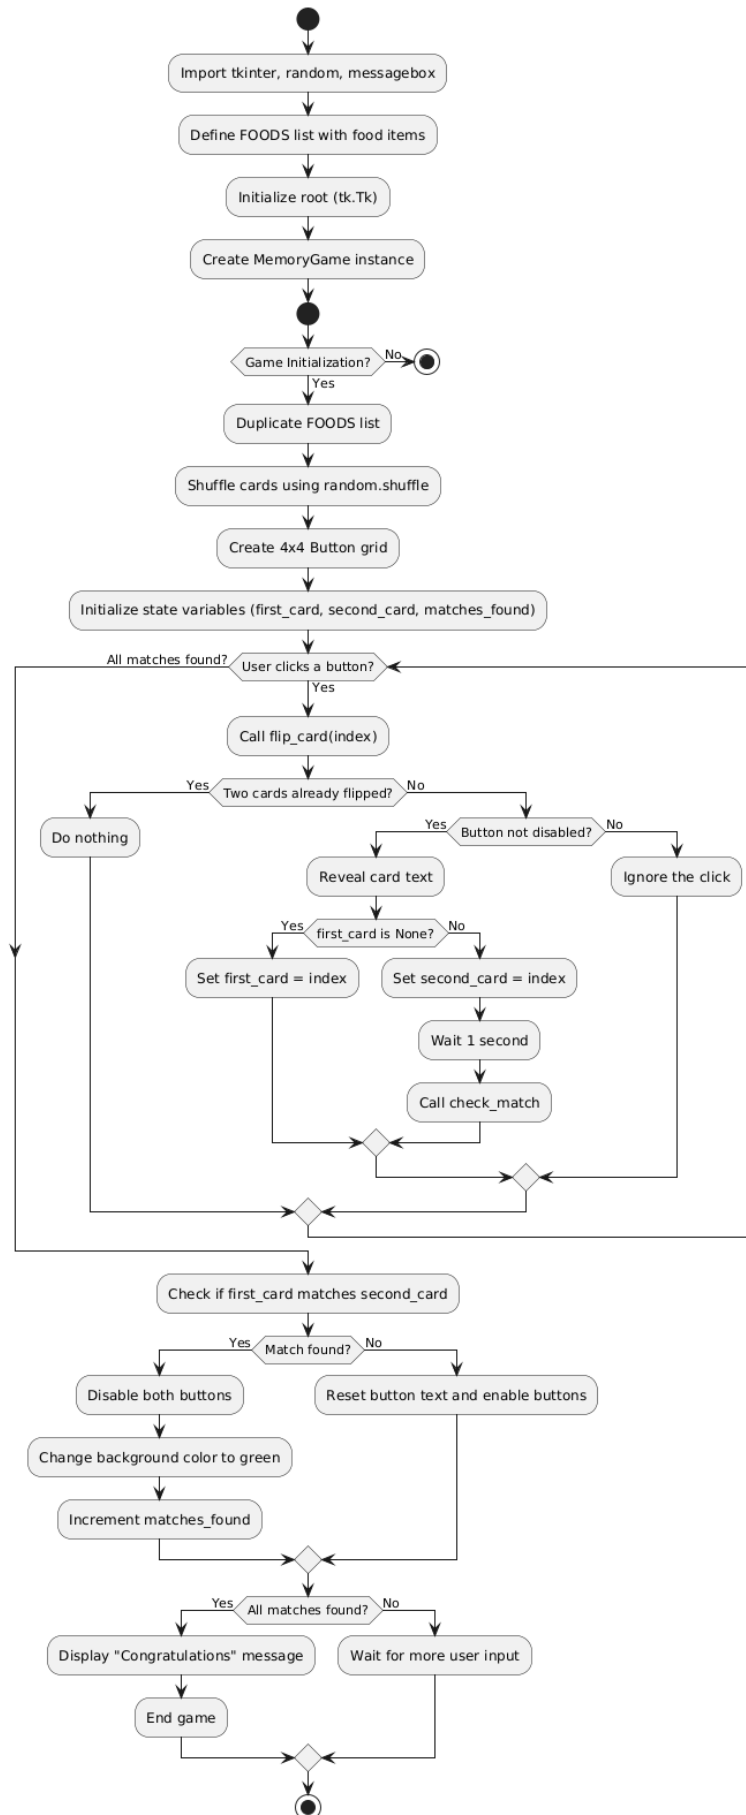 Import tkinter, random, messagebox
Define FOODS list with food items
Initialize root (tk.Tk)
Create MemoryGame instance
Game Initialization?
No
Yes
Duplicate FOODS list
Shuffle cards using random.shuffle
Create 4x4 Button grid
Initialize state variables (first_card, second_card, matches_found)
All matches found?
User clicks a button?
Yes
Call flip_card(index)
Yes
Two cards already flipped?
No
Do nothing
Yes
Button not disabled?
No
Reveal card text
Ignore the click
Yes
first_card is None?
No
Set first_card = index
Set second_card = index
Wait 1 second
Call check_match
Check if first_card matches second_card
Yes
Match found?
No
Disable both buttons
Reset button text and enable buttons
Change background color to green
Increment matches_found
Yes
All matches found?
No
Display "Congratulations" message
Wait for more user input
End game